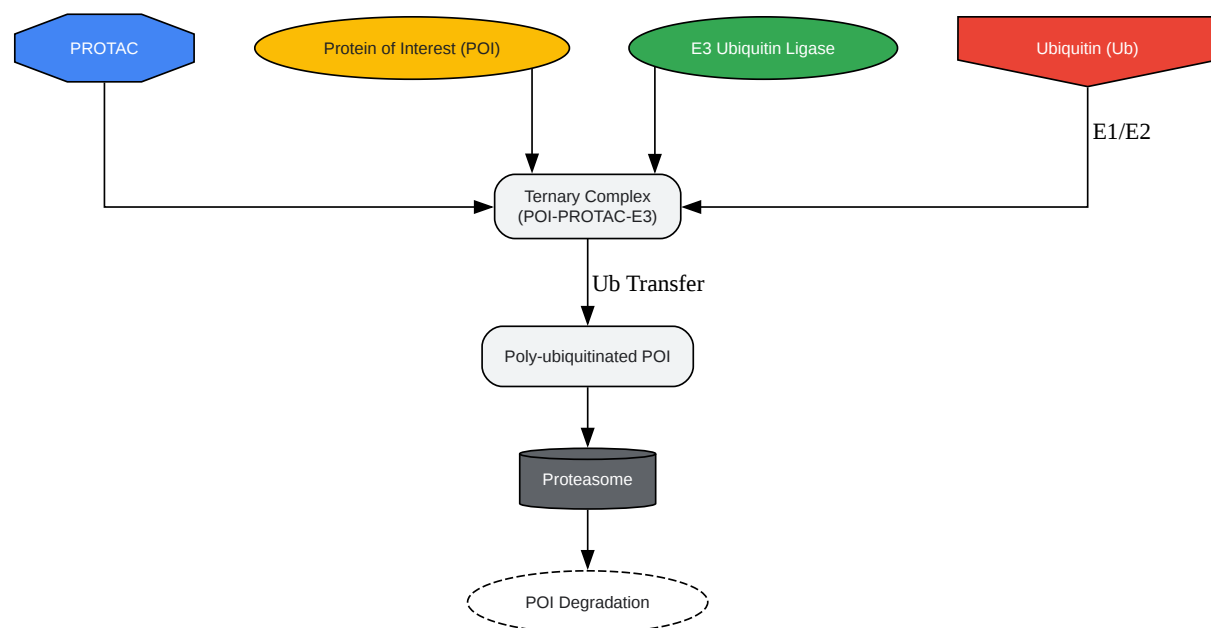 PROTAC
Protein of Interest (POI)
E3 Ubiquitin Ligase
Ubiquitin (Ub)
E1/E2
Ternary Complex
(POI-PROTAC-E3)
Ub Transfer
Poly-ubiquitinated POI
Proteasome
POI Degradation